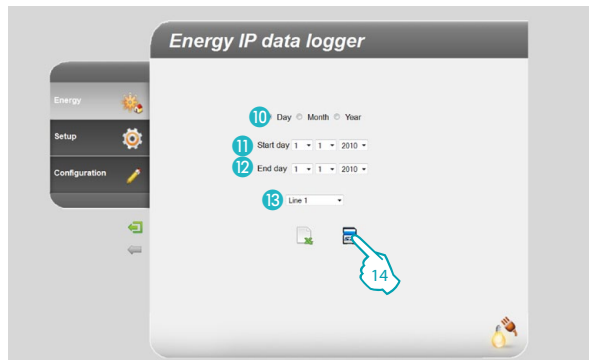 Energy IP data logger
Energy
Setup
Configuration
10 Day Month Year
11 Start day 1 1 2010
12 End day 1 1 2010
13 Line 1
14